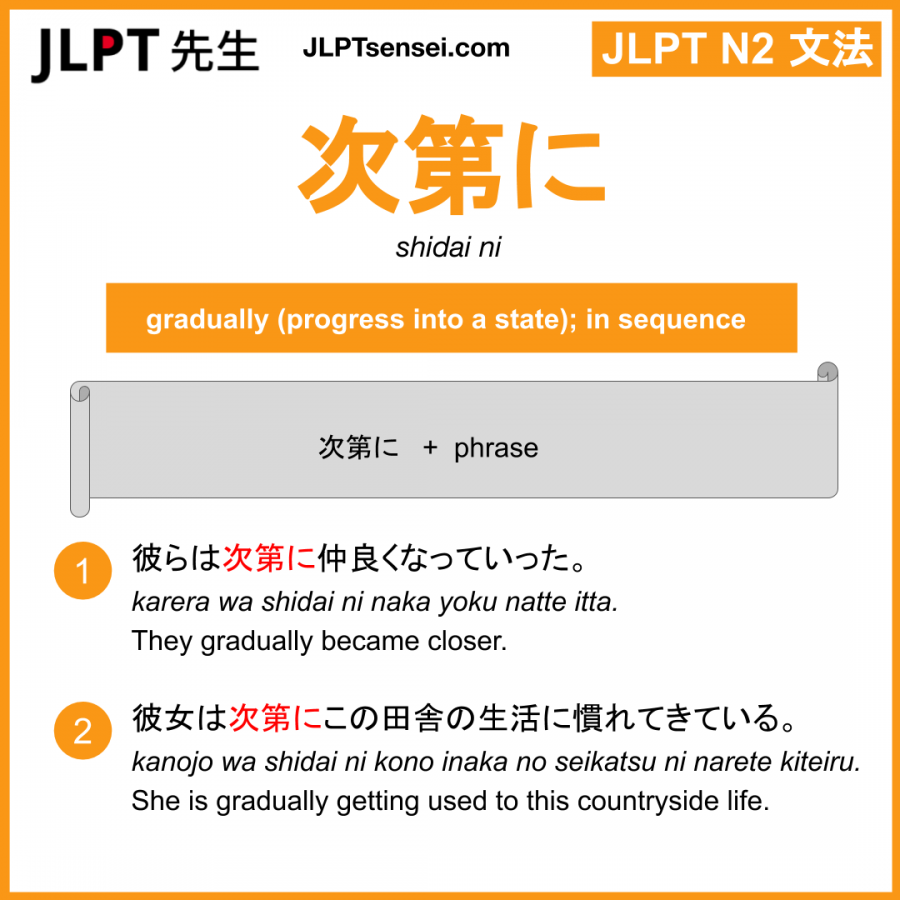 JLPT 先生
JLPTsensei.com
JLPT N2 文法
次第に
shidai ni
gradually (progress into a state); in sequence
次第に + phrase
1
彼らは次第に仲良くなっていった。
karera wa shidai ni naka yoku natte itta.
They gradually became closer.
2
彼女は次第にこの田舎の生活に慣れてきている。
kanojo wa shidai ni kono inaka no seikatsu ni narete kiteiru.
She is gradually getting used to this countryside life.